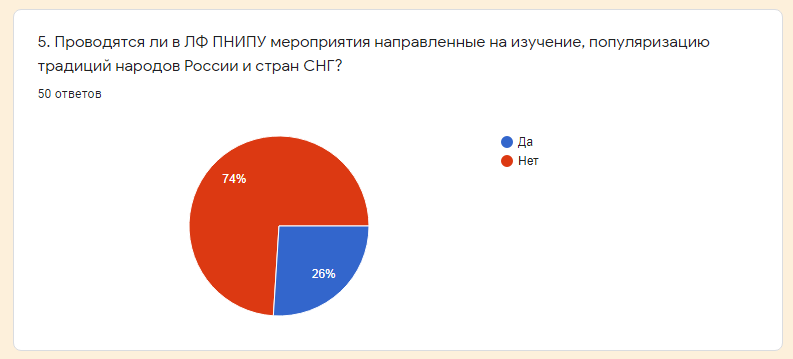 5. Проводятся ли в ЛФ ПНИПУ мероприятия направленные на изучение, популяризацию
традиций народов России и стран СНГ?
50 ответов
Да
Нет
74%
26%